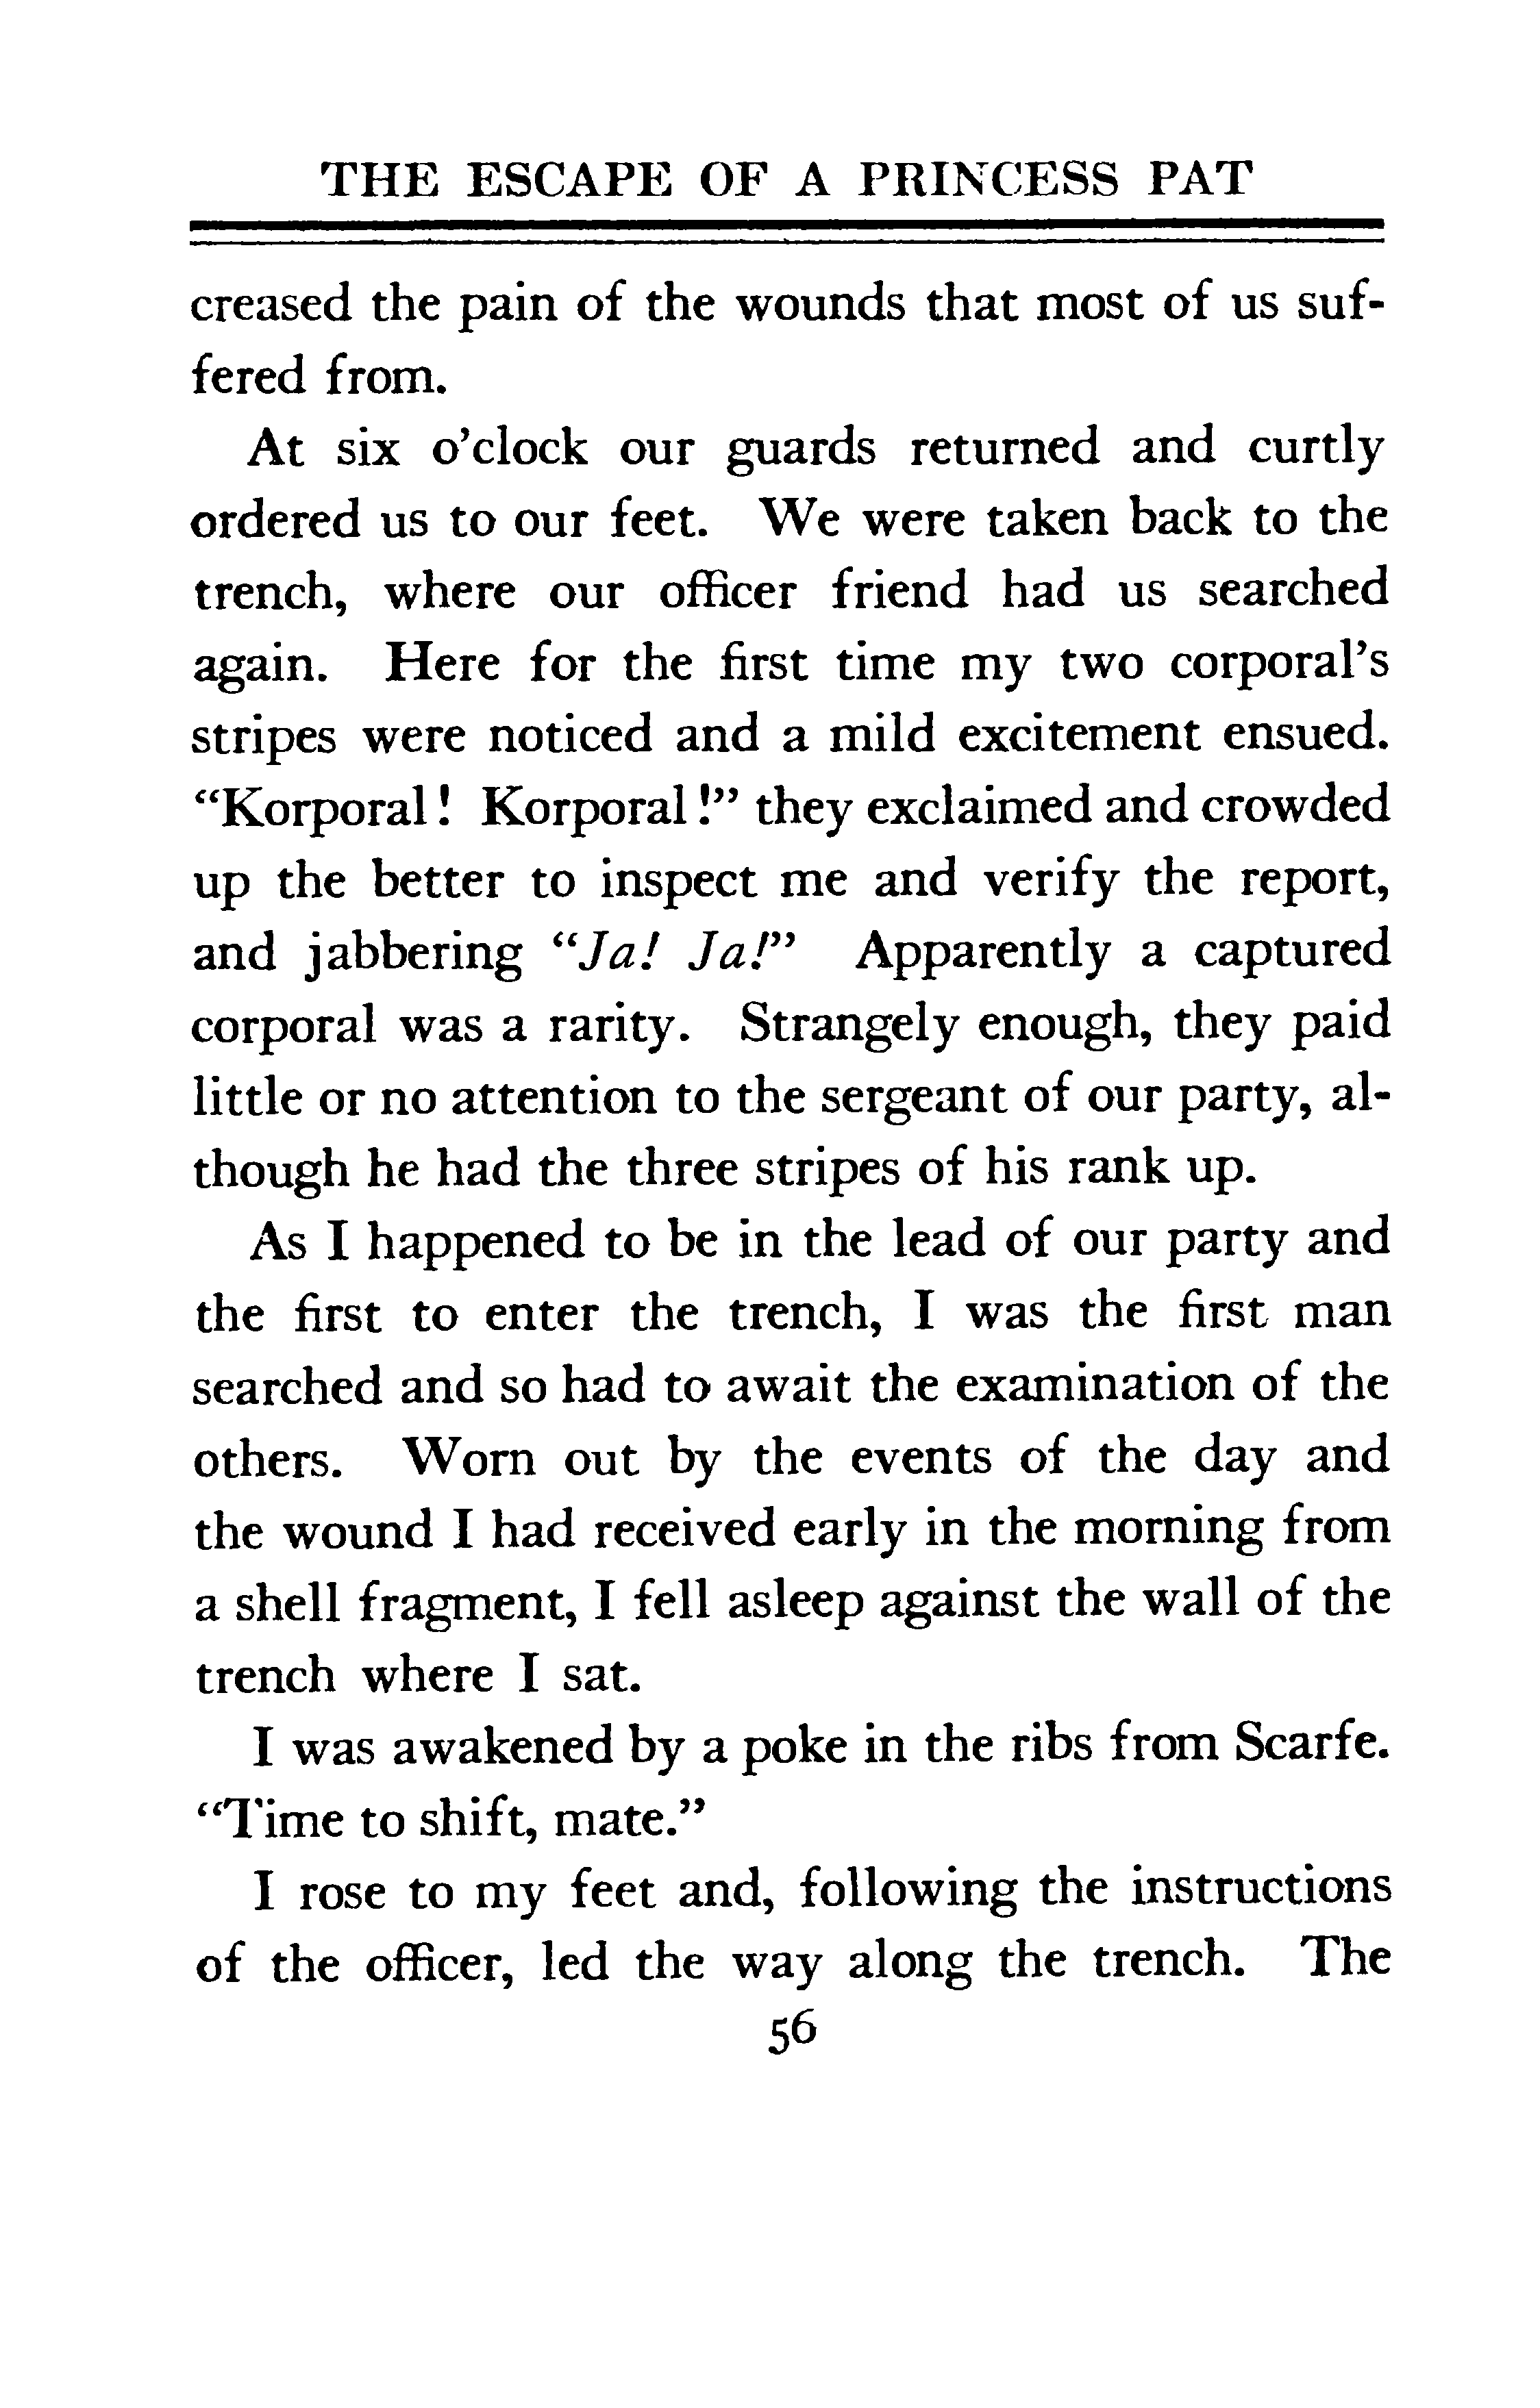 THE ESCAPE OF A PRINCESS PAT
creased the pain of the wounds that most of us suf-
fered from.
At six o'clock our guards returned and curtly
ordered us to our feet. We were taken back to the
trench, where our officer friend had us searched
again. Here for the first time my two corporal's
stripes were noticed and a mild excitement ensued.
“Korporal! Korporal!” they exclaimed and crowded
up the better to inspect me and verify the report,
and jabbering “Ja! Ja!” Apparently a captured
corporal was a rarity. Strangely enough, they paid
little or no attention to the sergeant of our party, al-
though he had the three stripes of his rank up.
As I happened to be in the lead of our party and
the first to enter the trench, I was the first man
searched and so had to await the examination of the
others. Worn out by the events of the day and
the wound I had received early in the morning from
a shell fragment, I fell asleep against the wall of the
trench where I sat.
I was awakened by a poke in the ribs from Scarfe.
“Time to shift, mate.”
I rose to my feet and, following the instructions
of the officer, led the way along the trench. The
56